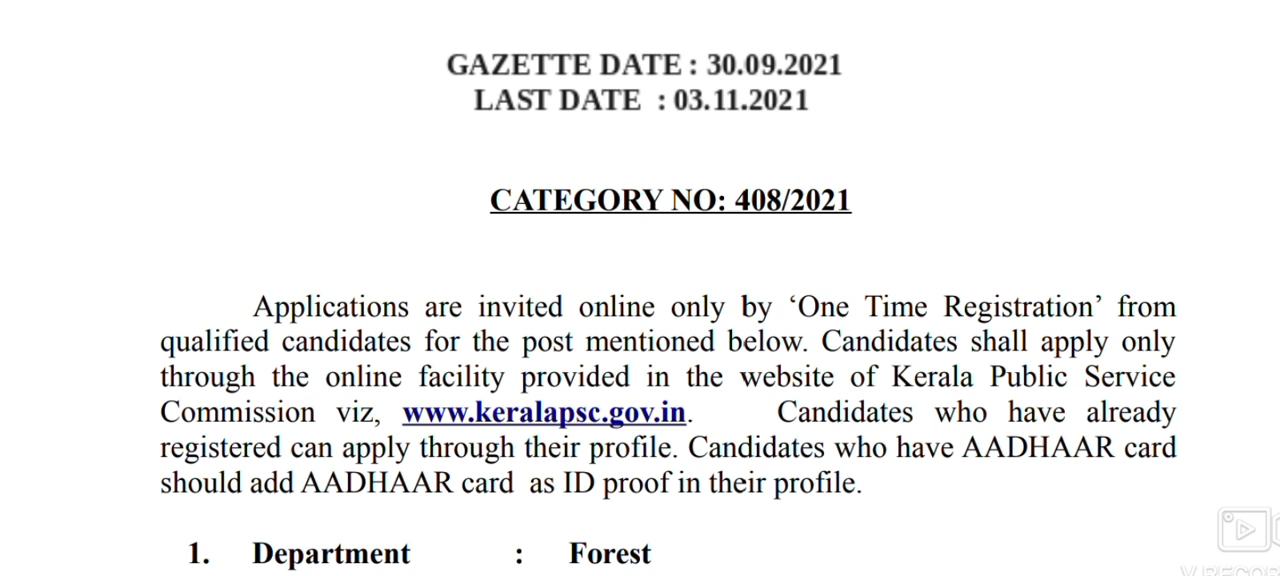 GAZETTE DATE : 30.09.2021
LAST DATE : 03.11.2021
CATEGORY NO: 408/2021
Applications are invited online only by ‘One Time Registration’ from
qualified candidates for the post mentioned below. Candidates shall apply only
through the online facility provided in the website of Kerala Public Service
Commission viz, www.keralapsc.gov.in. Candidates who have already
registered can apply through their profile. Candidates who have AADHAAR card
should add AADHAAR card as ID proof in their profile.
1. Department : Forest